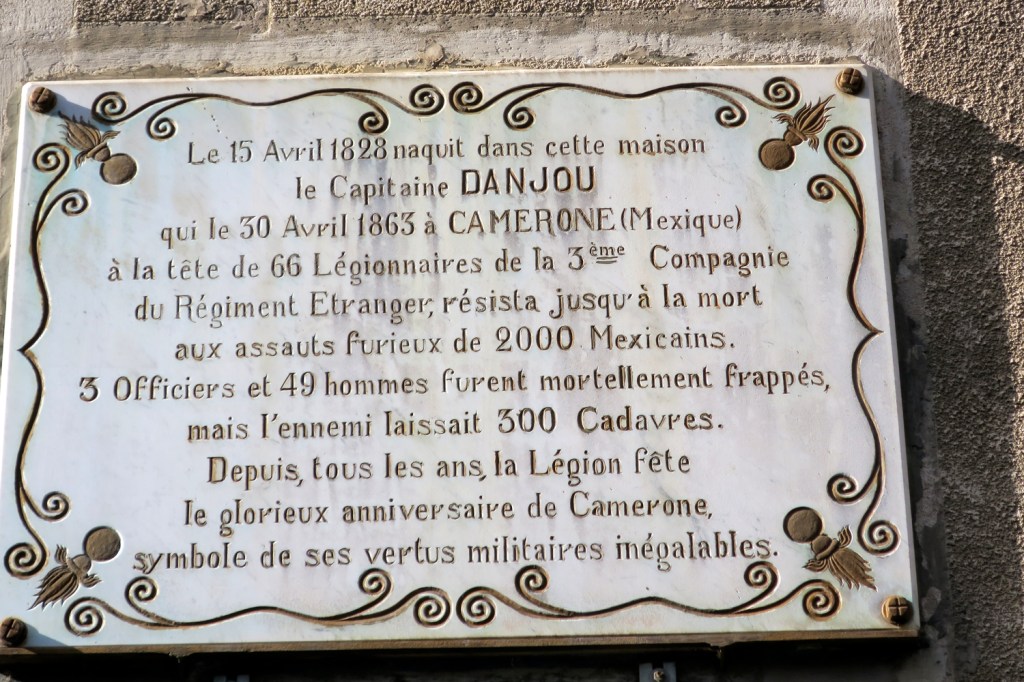 Le 15 Avril 1828 naquit dans cette maison
le Capitaine DANJOU
qui le 30 Avril 1863 à CAMERONE (Mexique)
à la tête de 66 Légionnaires de la 3ème Compagnie
du Régiment Etranger, résista jusqu'à la mort
aux assauts furieux de 2000 Mexicains.
3 Officiers et 49 hommes furent mortellement frappés,
mais l'ennemi laissait 300 Cadavres.
Depuis, tous les ans, la Légion fête
le glorieux anniversaire de Camerone,
symbole de ses vertus militaires inégalables.